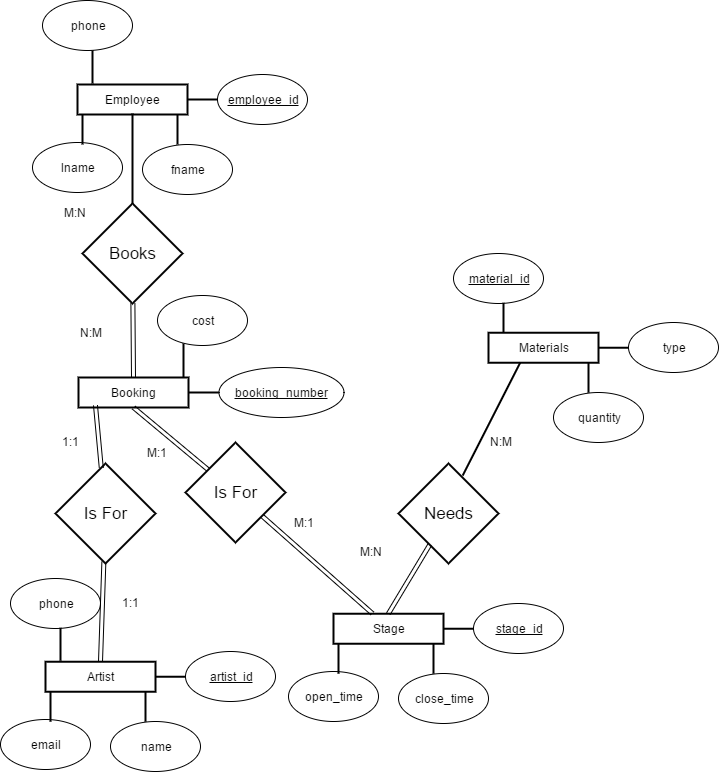 phone
Employee
employee_id
lname
fname
M:N
Books
material_id
cost
N:M
Materials
type
Booking
booking_number
quantity
1:1
M:1
N:M
Is For
Is For
Needs
M:1
M:N
phone
1:1
Stage
stage_id
Artist
artist_id
open_time
close_time
email
name